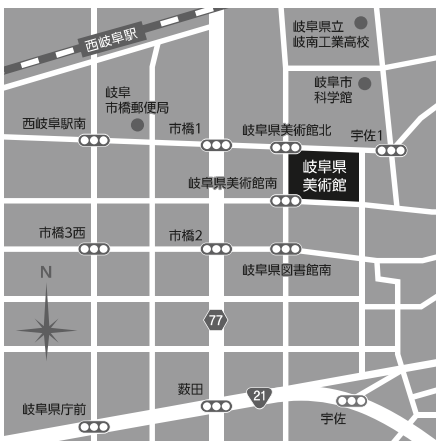 岐阜県立
岐南工業高校
西岐阜駅
岐阜市
科学館
岐阜
市橋郵便局
西岐阜駅南
市橋1
岐阜県美術館北
宇佐1
岐阜県
美術館
岐阜県美術館南
市橋3西
市橋2
岐阜県図書館南
N
77
薮田
21
岐阜県庁前
宇佐